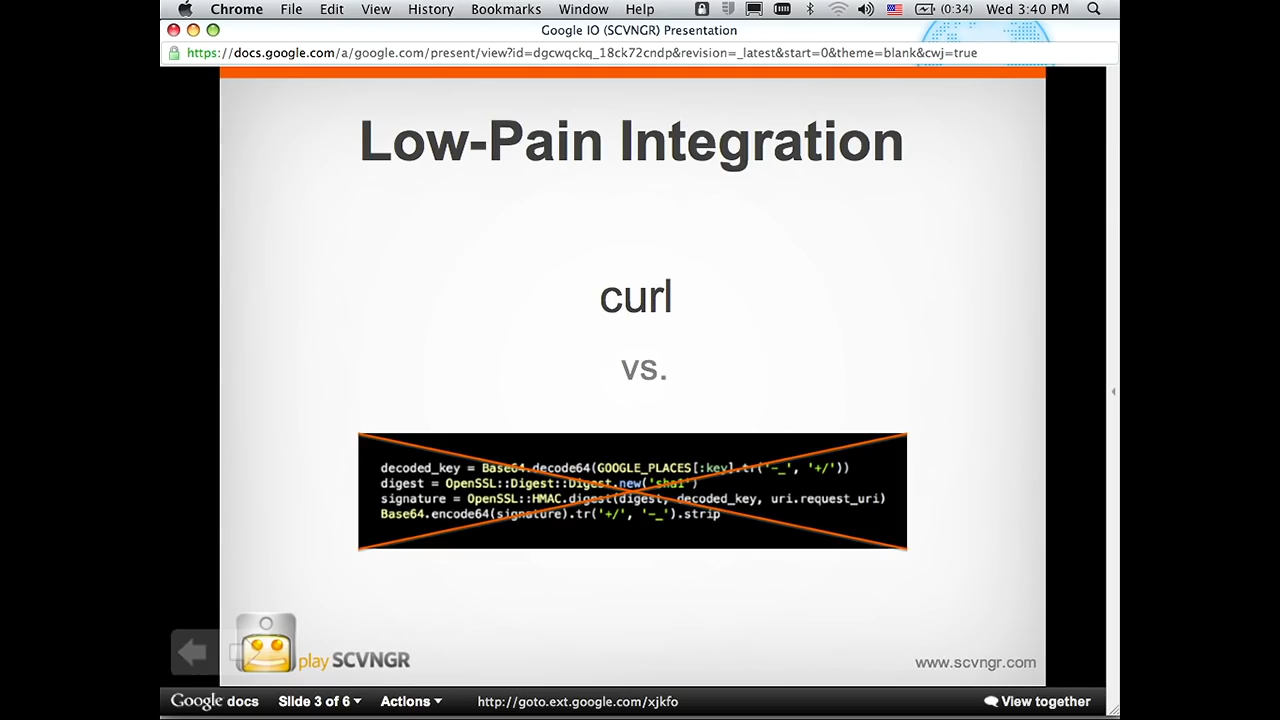 Chrome File Edit View History Bookmarks Window Help (0:34) Wed 3:40 PM
Google IO (SCVNGR) Presentation
https://docs.google.com/a/google.com/present/view?id=dgcwqckq_18ck72cndp&revision=_latest&start=0&theme=blank&cwj=true
Low-Pain Integration
curl
vs.
decoded_key = Base64.decode64(GOOGLE_PLACES[:key].tr('-_', '+/'))
digest = OpenSSL::Digest::Digest.new('sha1')
signature = OpenSSL::HMAC.digest(digest, decoded_key, uri.request_uri)
Base64.encode64(signature).tr('+/', '-_').strip
play SCVNGR
www.scvngr.com
Google docs Slide 3 of 6 Actions http://goto.ext.google.com/xjkfo View together